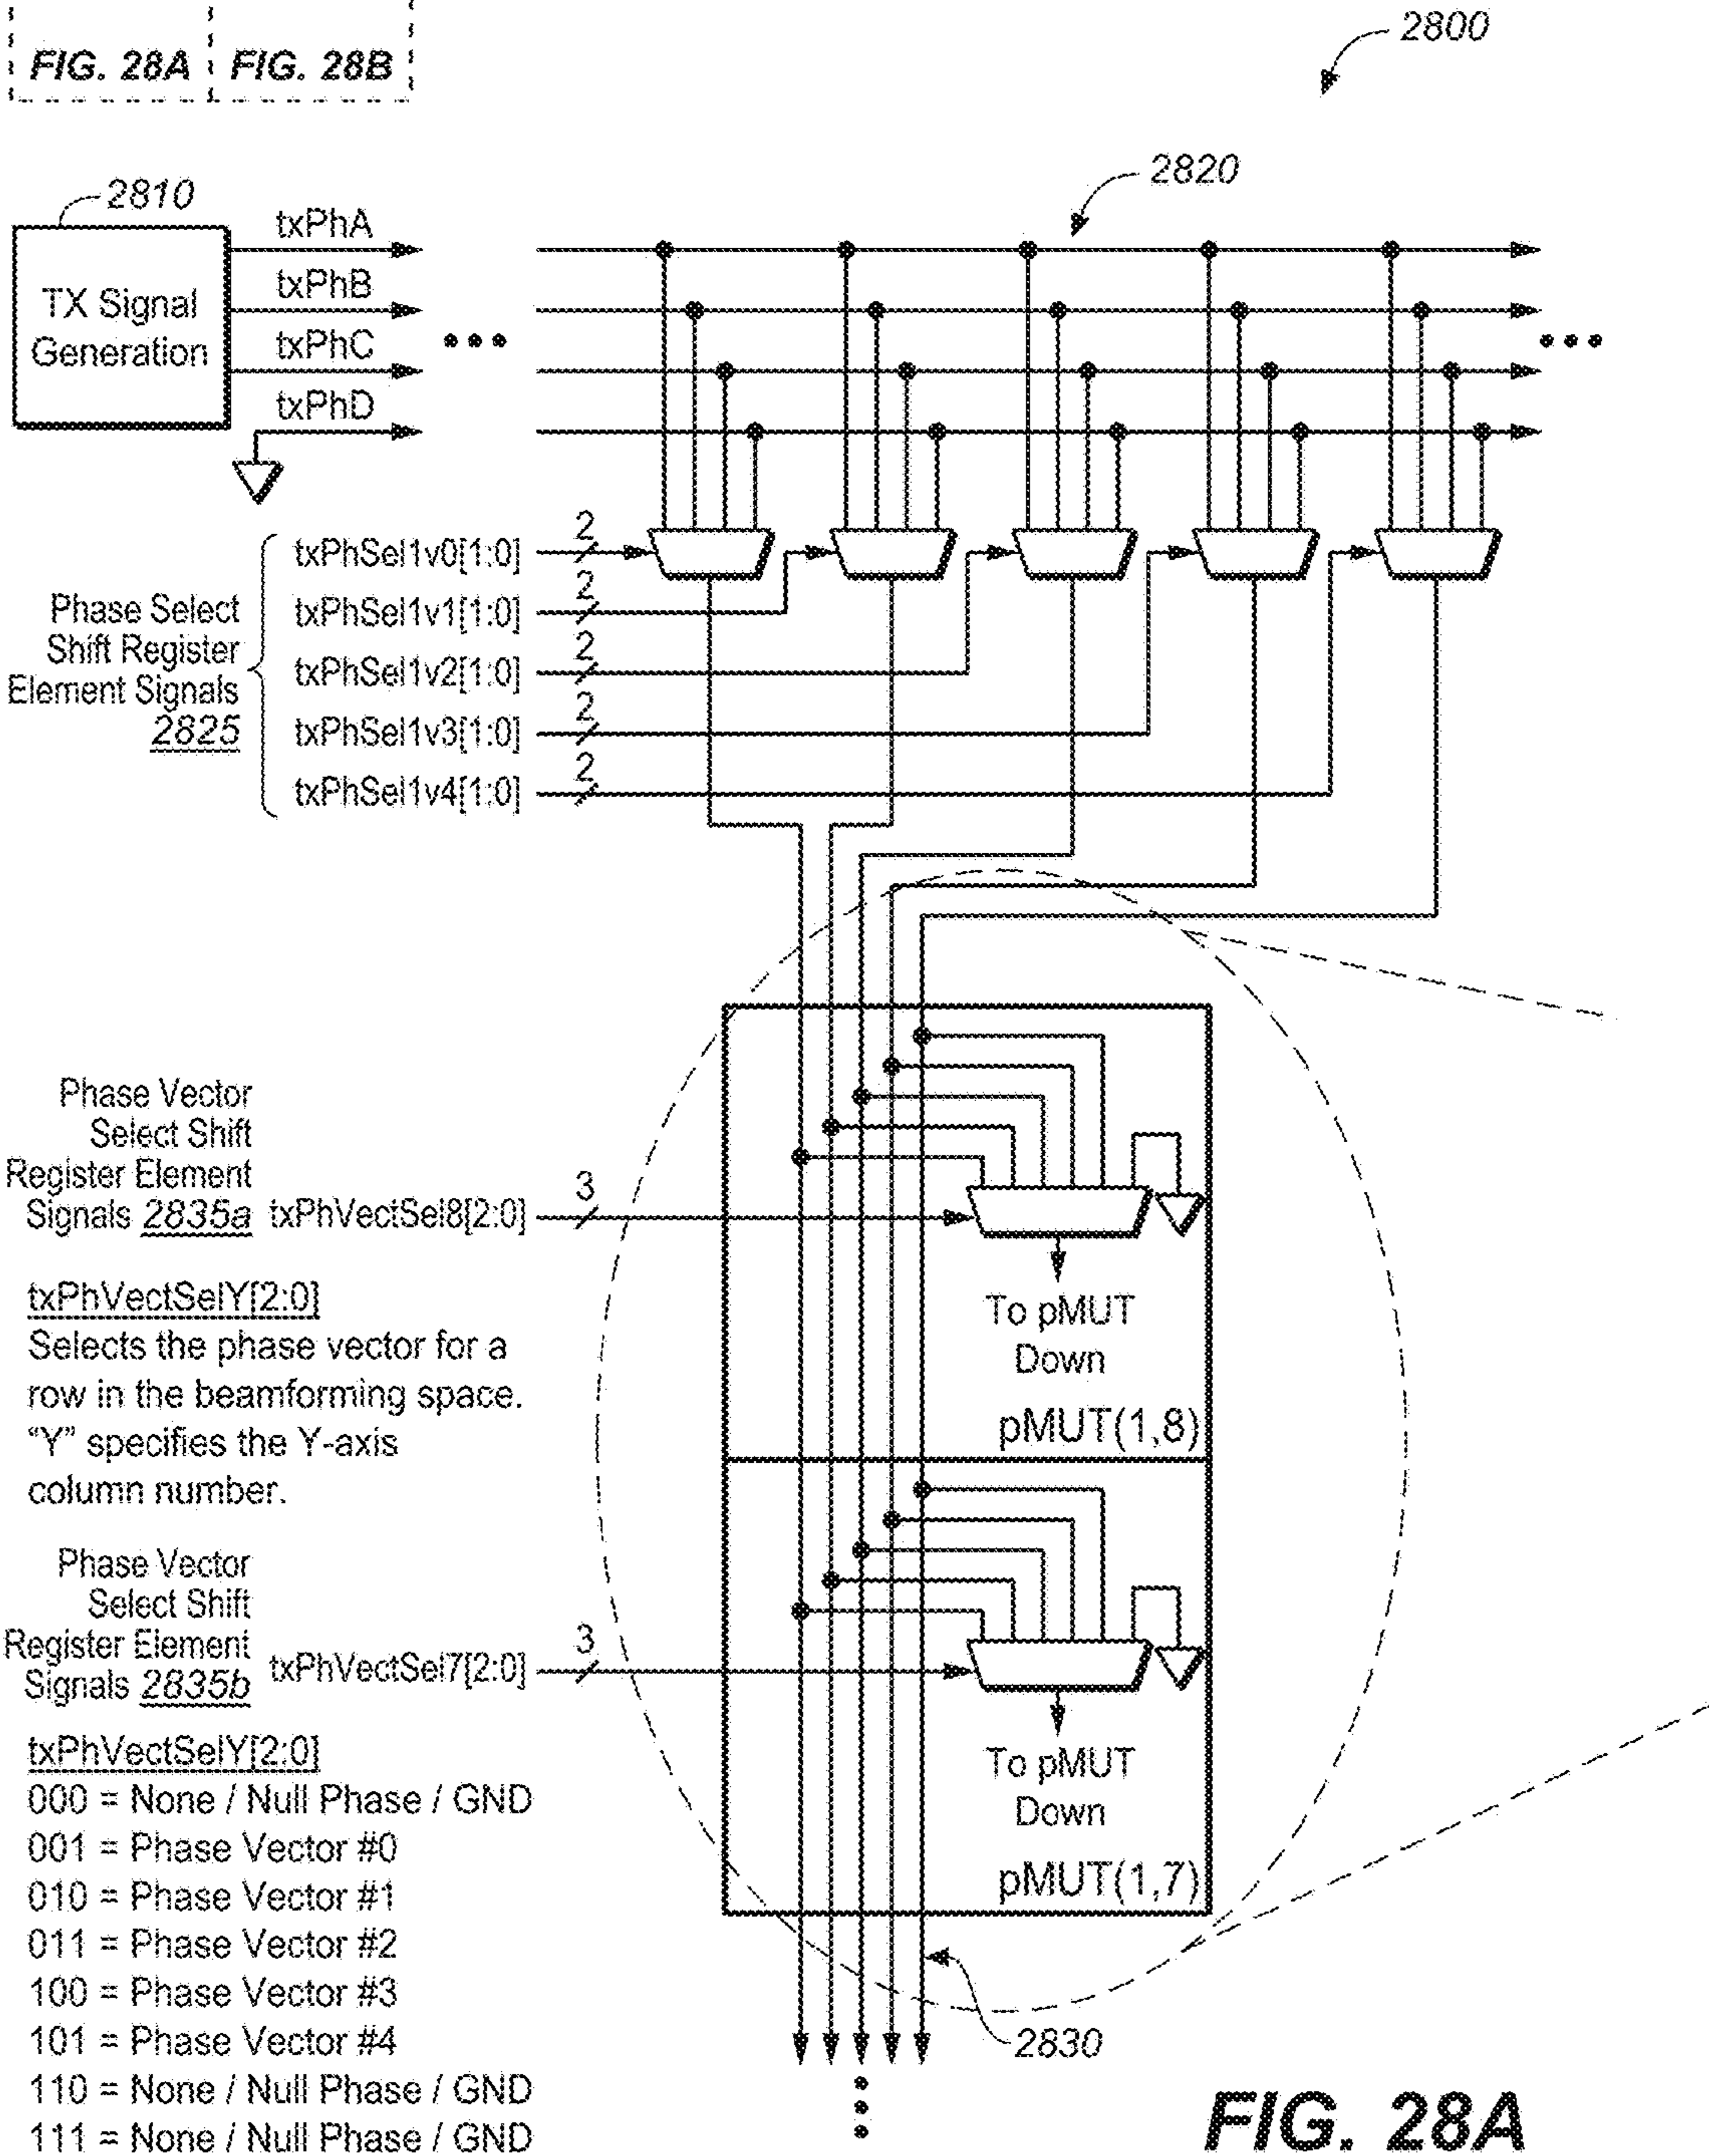 FIG. 28A FIG. 28B
2800
2820
2810
TX Signal
Generation
txPhA
txPhB
txPhC
txPhD
Phase Select
Shift Register
Element Signals
2825
txPhSel1v0[1:0] 2
txPhSel1v1[1:0] 2
txPhSel1v2[1:0] 2
txPhSel1v3[1:0] 2
txPhSel1v4[1:0] 2
Phase Vector
Select Shift
Register Element
Signals 2835a txPhVectSel8[2:0] 3
To pMUT
Down
pMUT(1,8)
txPhVectSelY[2:0]
Selects the phase vector for a
row in the beamforming space.
“Y” specifies the Y-axis
column number.
Phase Vector
Select Shift
Register Element
Signals 2835b txPhVectSel7[2:0] 3
To pMUT
Down
pMUT(1,7)
txPhVectSelY[2:0]
000 = None / Null Phase / GND
001 = Phase Vector #0
010 = Phase Vector #1
011 = Phase Vector #2
100 = Phase Vector #3
101 = Phase Vector #4
110 = None / Null Phase / GND
111 = None / Null Phase / GND
2830
FIG. 28A